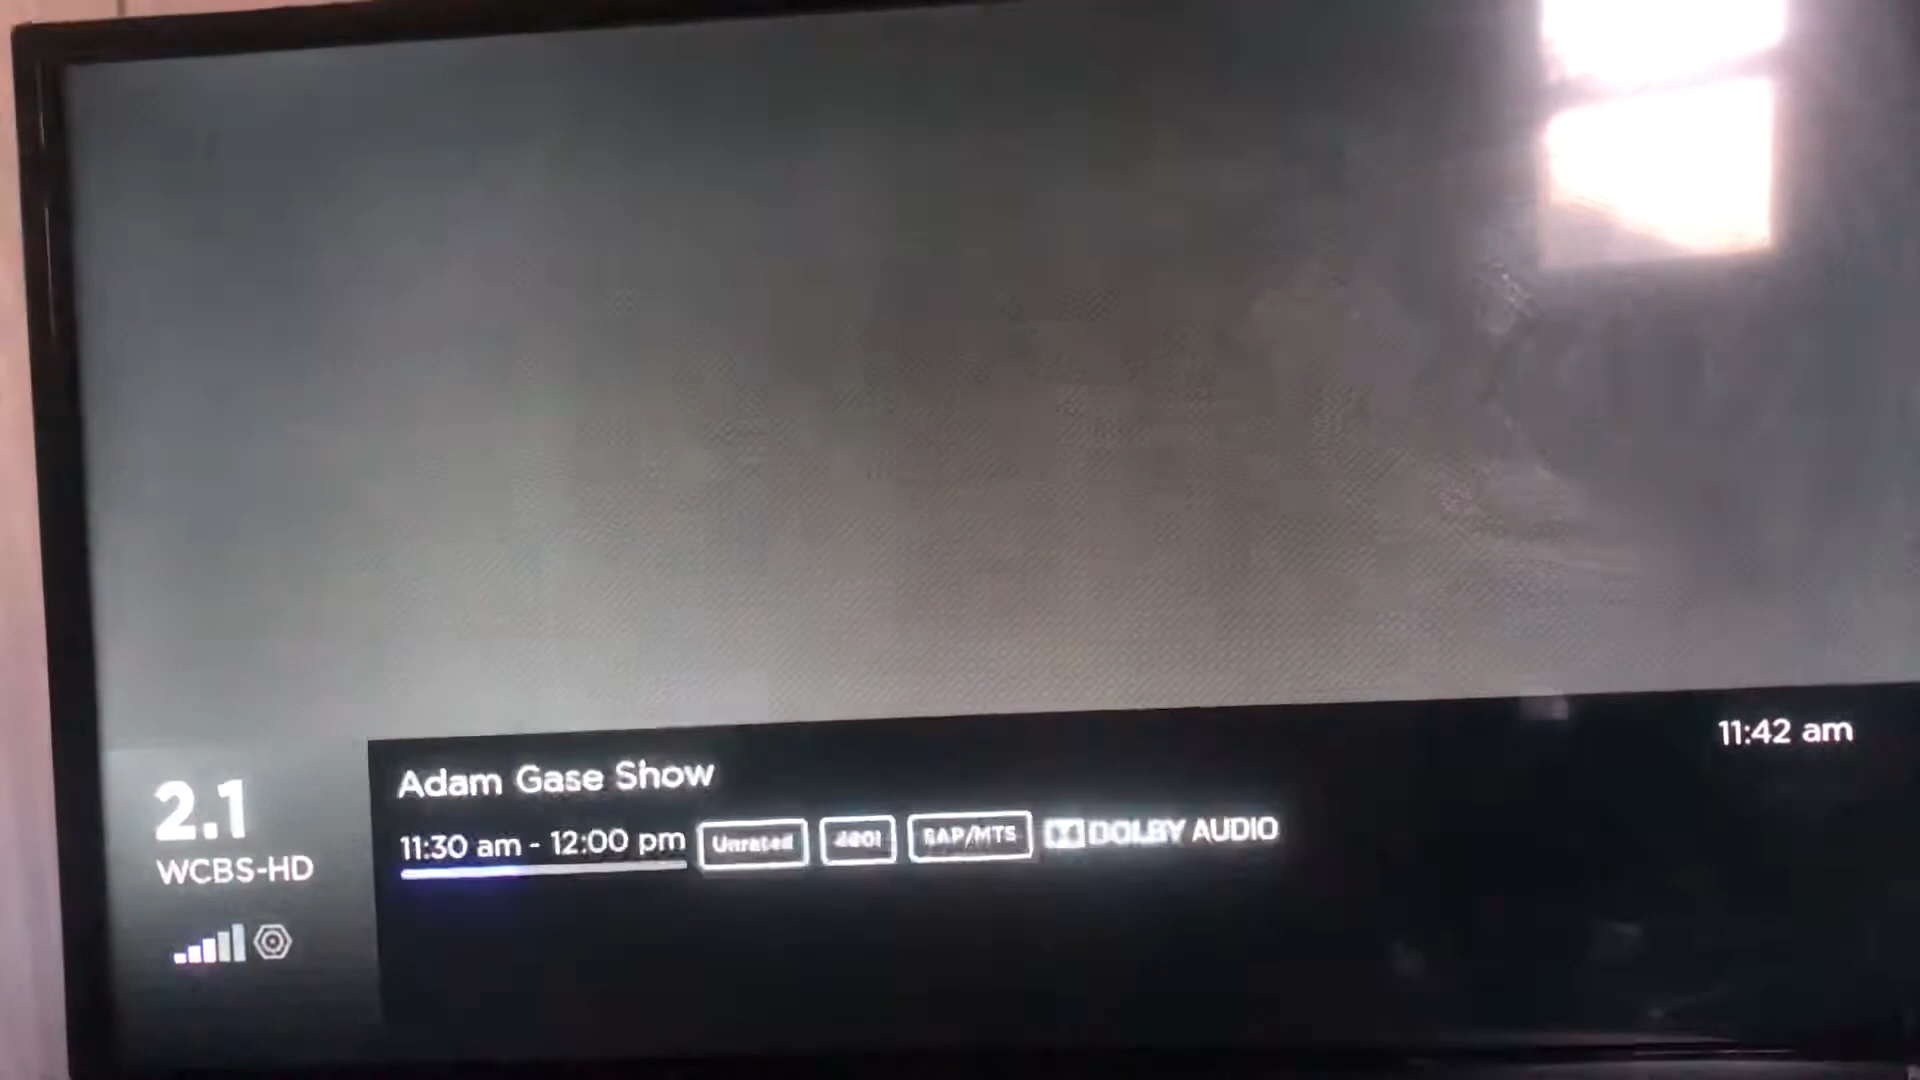 11:42 am
Adam Gase Show
2.1
11:30 am - 12:00 pm Unrated 480i SAP/MTS DOLBY AUDIO
WCBS-HD